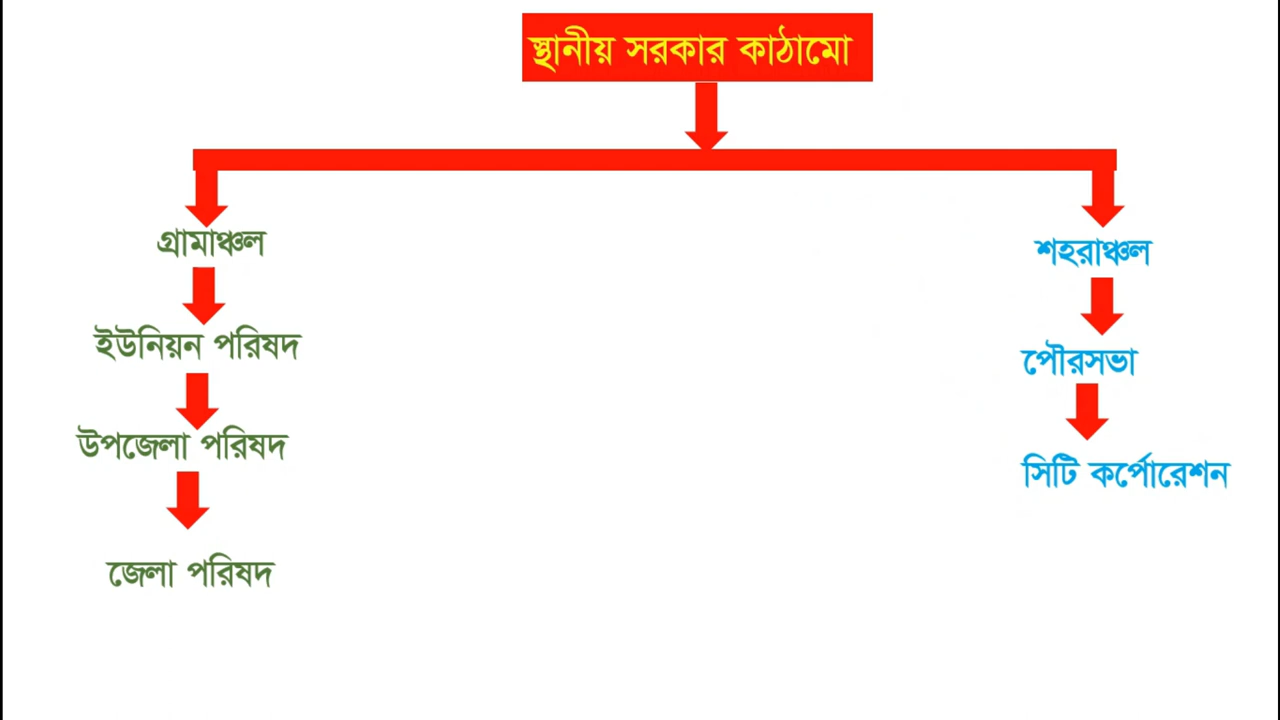 স্থানীয় সরকার কাঠামো
গ্রামাঞ্চল
ইউনিয়ন পরিষদ
উপজেলা পরিষদ
জেলা পরিষদ
শহরাঞ্চল
পৌরসভা
সিটি কর্পোরেশন